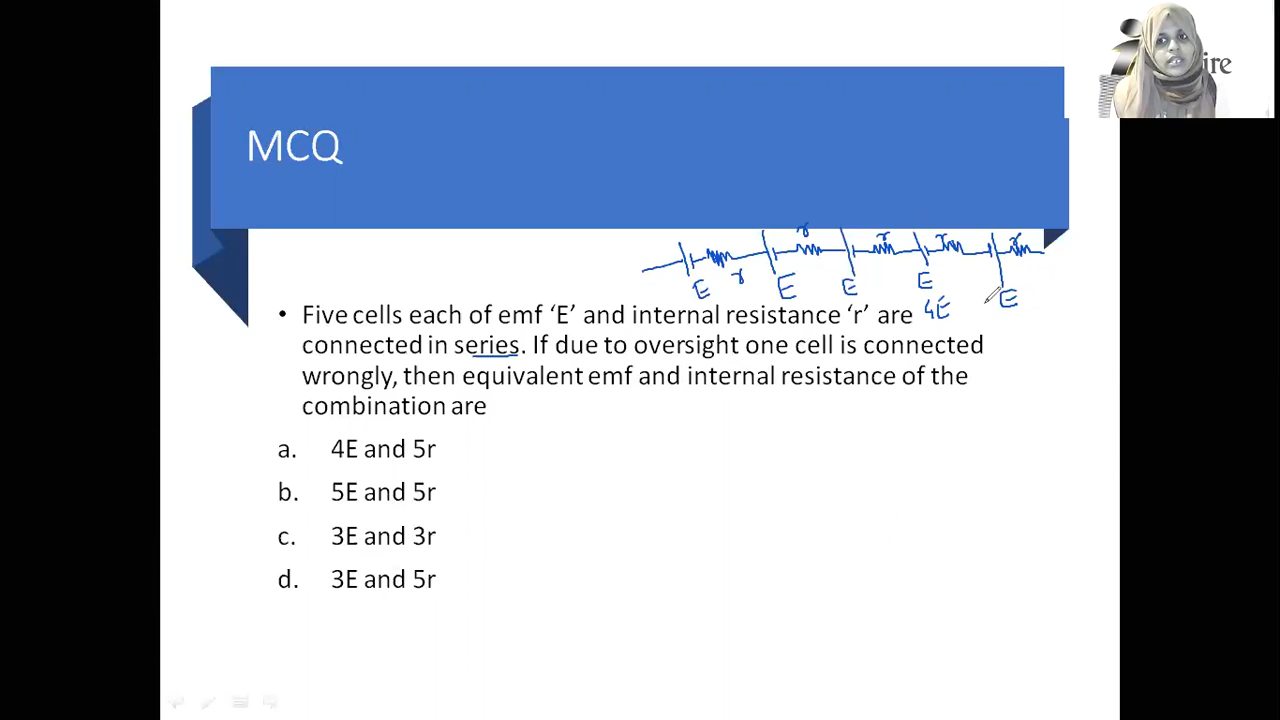 ire
MCQ
r r r r
r
E E E E E
4E
• Five cells each of emf ‘E’ and internal resistance ‘r’ are
connected in series. If due to oversight one cell is connected
wrongly, then equivalent emf and internal resistance of the
combination are
a. 4E and 5r
b. 5E and 5r
c. 3E and 3r
d. 3E and 5r